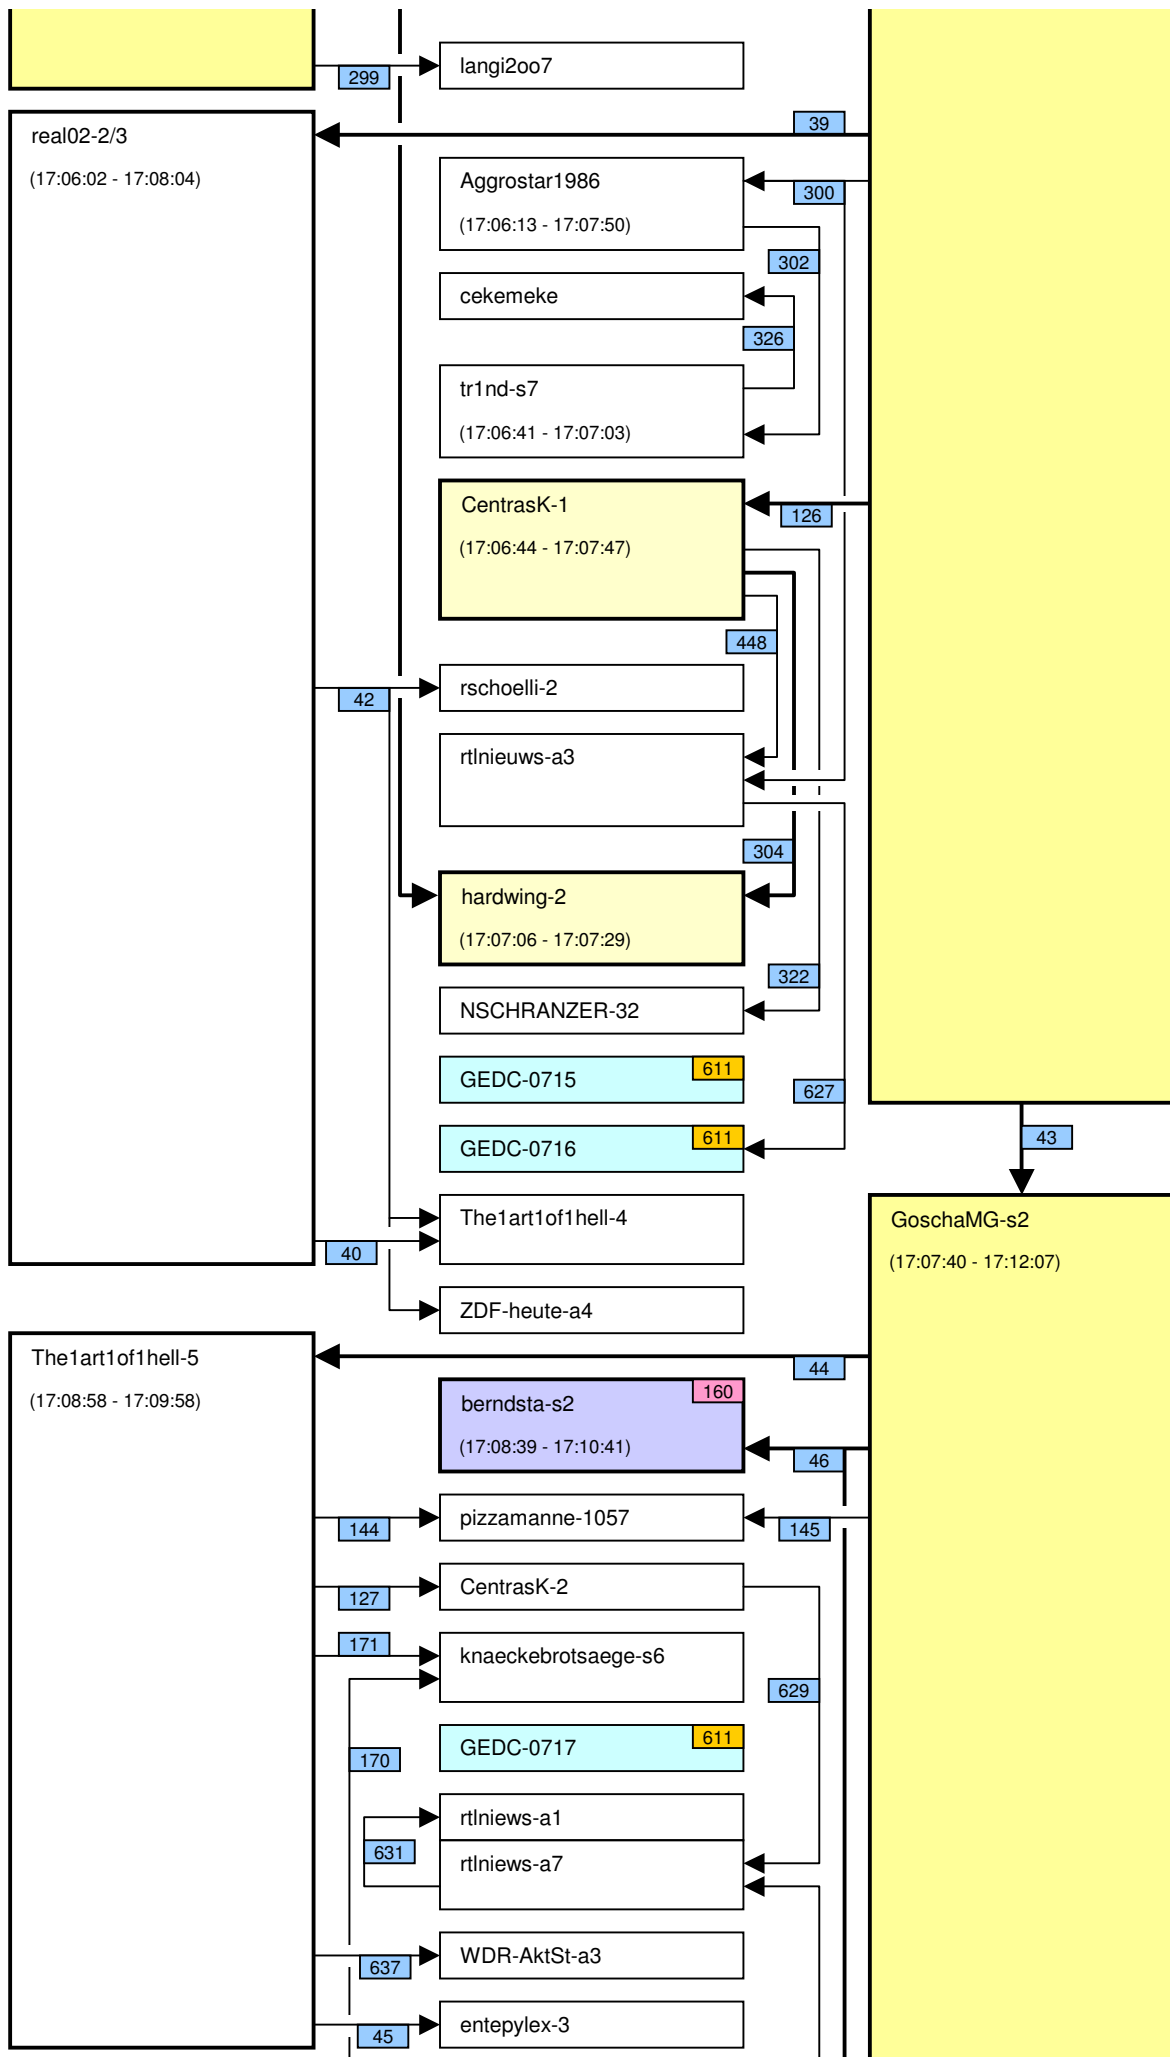 langi2oo7
299
39
real02-2/3
(17:06:02 - 17:08:04)
Aggrostar1986
300
(17:06:13 - 17:07:50)
302
cekemeke
326
tr1nd-s7
(17:06:41 - 17:07:03)
CentrasK-1
126
(17:06:44 - 17:07:47)
448
rschoelli-2
42
rtlnieuws-a3
304
hardwing-2
(17:07:06 - 17:07:29)
322
NSCHRANZER-32
611
GEDC-0715
627
611
GEDC-0716
43
The1art1of1hell-4
GoschaMG-s2
40
(17:07:40 - 17:12:07)
ZDF-heute-a4
The1art1of1hell-5
44
(17:08:58 - 17:09:58)
160
berndsta-s2
(17:08:39 - 17:10:41)
46
pizzamanne-1057
144
145
CentrasK-2
127
171
knaeckebrotsaege-s6
629
611
GEDC-0717
170
rtlniews-a1
631
rtlniews-a7
WDR-AktSt-a3
637
entepylex-3
45